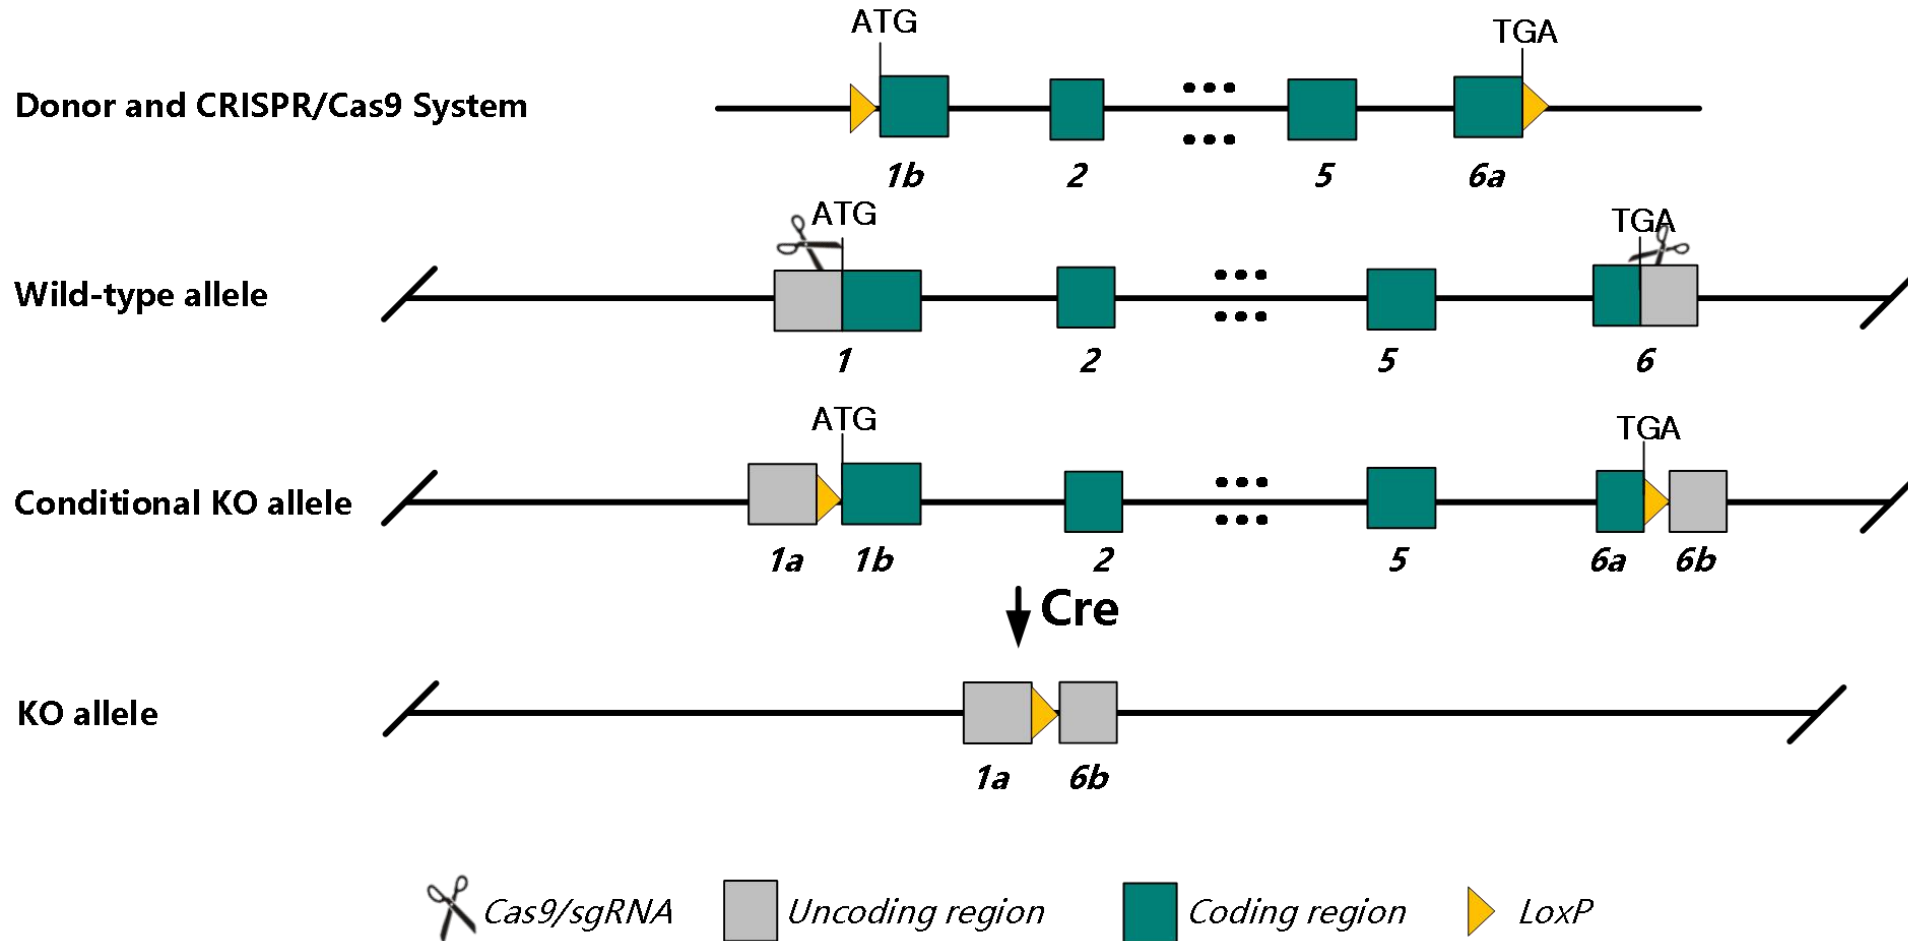 ATG TGA
Donor and CRISPR/Cas9 System
1b 2 5 6a
ATG TGA
Wild-type allele
1 2 5 6
ATG TGA
Conditional KO allele
1a 1b 2 5 6a 6b
Cre
KO allele
1a 6b
Cas9/sgRNA Uncoding region Coding region LoxP